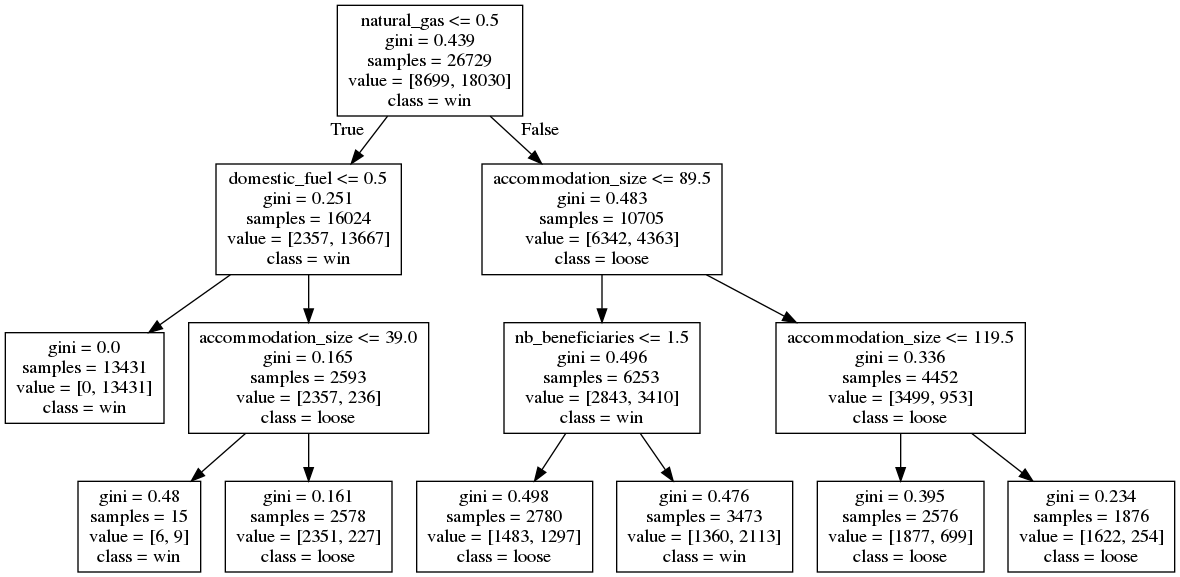 natural_gas <= 0.5
gini = 0.439
samples = 26729
value = [8699, 18030]
class = win
True
False
domestic_fuel <= 0.5
gini = 0.251
samples = 16024
value = [2357, 13667]
class = win
accommodation_size <= 89.5
gini = 0.483
samples = 10705
value = [6342, 4363]
class = loose
gini = 0.0
samples = 13431
value = [0, 13431]
class = win
accommodation_size <= 39.0
gini = 0.165
samples = 2593
value = [2357, 236]
class = loose
nb_beneficiaries <= 1.5
gini = 0.496
samples = 6253
value = [2843, 3410]
class = win
accommodation_size <= 119.5
gini = 0.336
samples = 4452
value = [3499, 953]
class = loose
gini = 0.48
samples = 15
value = [6, 9]
class = win
gini = 0.161
samples = 2578
value = [2351, 227]
class = loose
gini = 0.498
samples = 2780
value = [1483, 1297]
class = loose
gini = 0.476
samples = 3473
value = [1360, 2113]
class = win
gini = 0.395
samples = 2576
value = [1877, 699]
class = loose
gini = 0.234
samples = 1876
value = [1622, 254]
class = loose